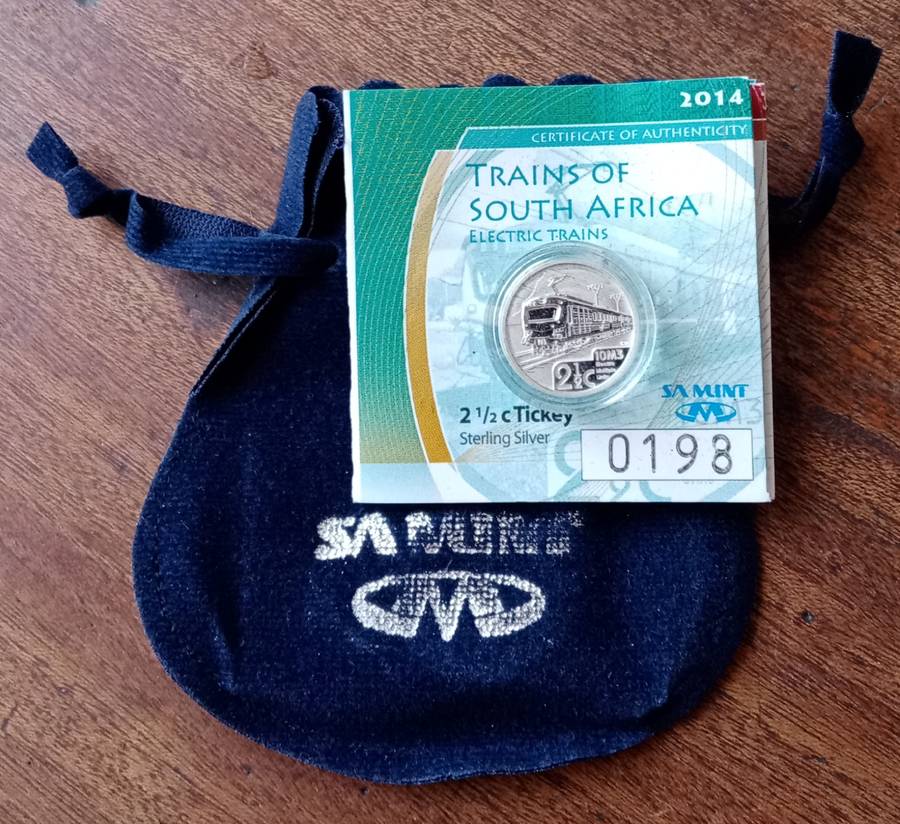 2014
CERTIFICATE OF AUTHENTICITY
TRAINS OF
SOUTH AFRICA
ELECTRIC TRAINS
10M3
Electric
2½C
2 1/2 c Tickey
Sterling Silver
SA MINT
0198
SA MINT